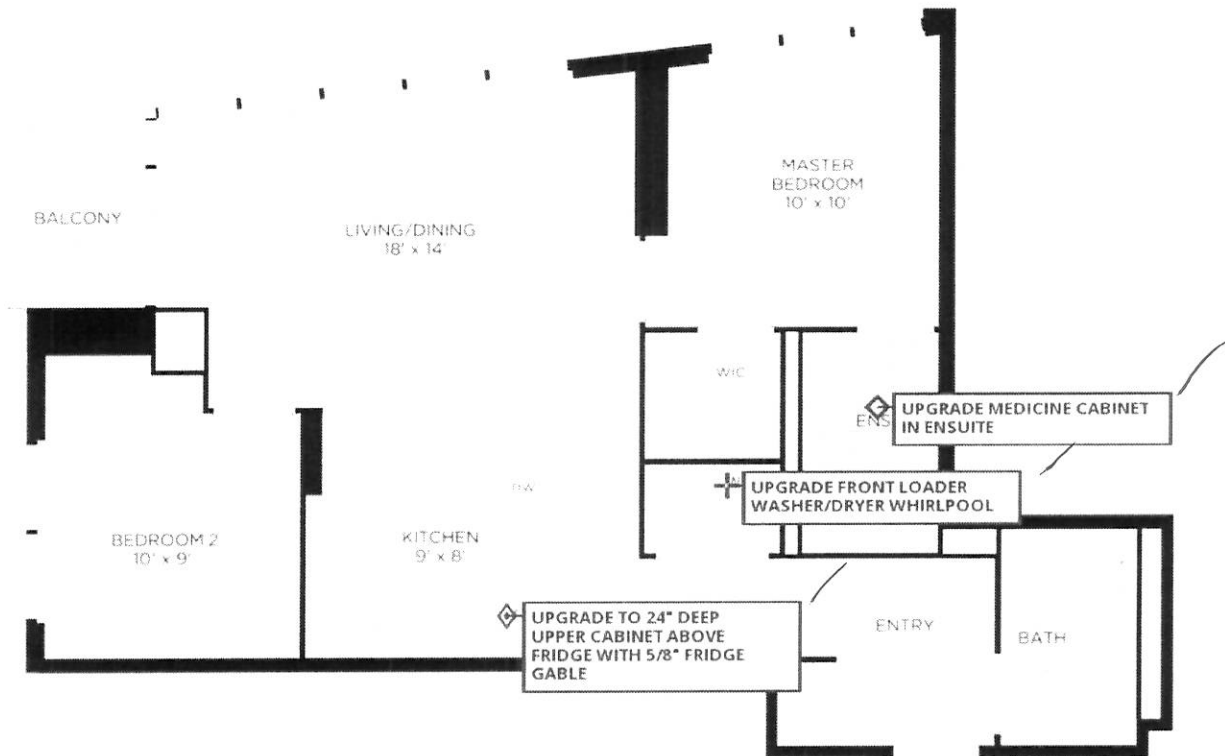 MASTER
BEDROOM
10' x 10'
BALCONY
LIVING/DINING
18' x 14'
WIC
UPGRADE MEDICINE CABINET
IN ENSUITE
ENS
UPGRADE FRONT LOADER
WASHER/DRYER WHIRLPOOL
DW
BEDROOM 2
10' x 9'
KITCHEN
9' x 8'
UPGRADE TO 24" DEEP
UPPER CABINET ABOVE
FRIDGE WITH 5/8" FRIDGE
GABLE
ENTRY
BATH